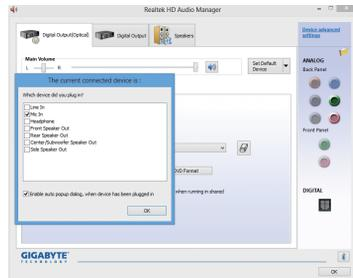 Realtek HD Audio Manager
Digital Output(Optical)
Digital Output
Speakers
Device advanced settings
Main Volume
L
R
Set Default Device
ANALOG
Back Panel
The current connected device is :
Which device did you plug in?
Line In
Mic In
Headphone
Front Speaker Out
Rear Speaker Out
Center/Subwoofer Speaker Out
Side Speaker Out
DVD Format
when running in shared
Enable auto popup dialog, when device has been plugged in
OK
Front Panel
DIGITAL
GIGABYTE
TECHNOLOGY
OK